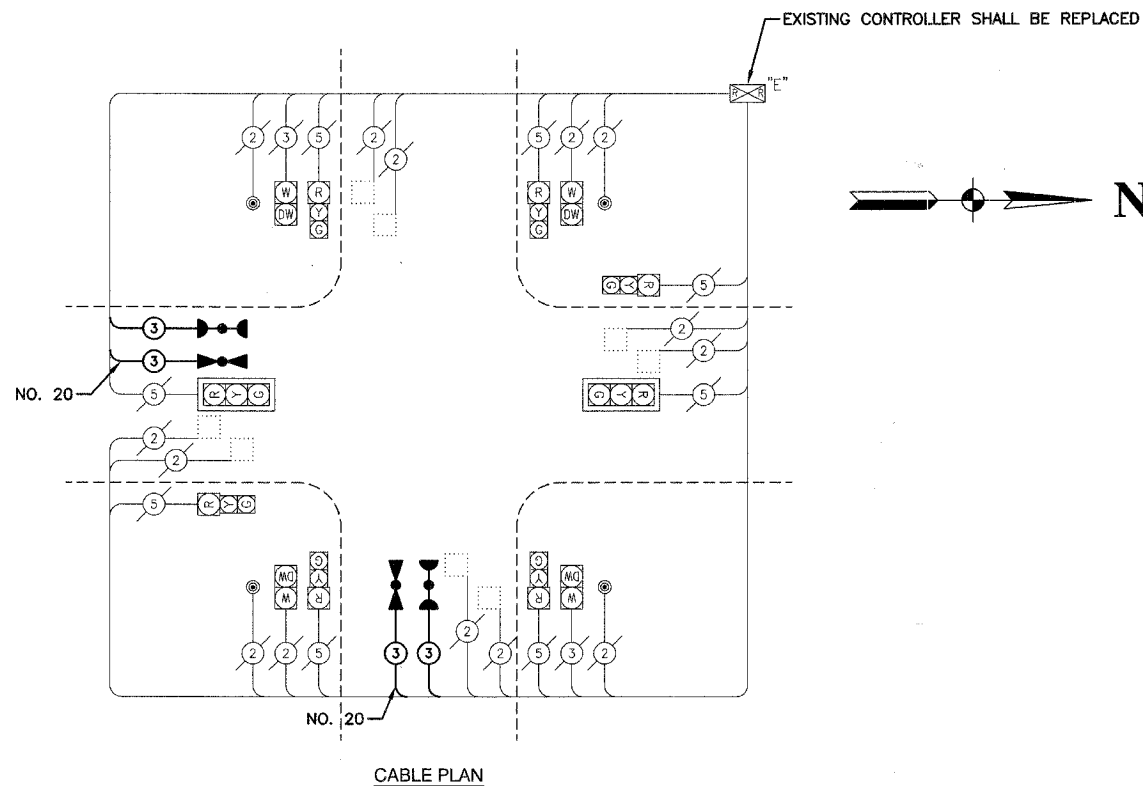 EXISTING CONTROLLER SHALL BE REPLACED
R R "E"
2 3 5 2 2 5 2 2
W R R W
DW Y Y DW
G G
N
G Y R 5
3
2
3
2
NO. 20
5 R Y G
G Y R 5
2
2
5 R Y G
G G
DW Y Y DW
W R R W
2
2 2 5 3 3 2 5 3 2
NO. 20
CABLE PLAN